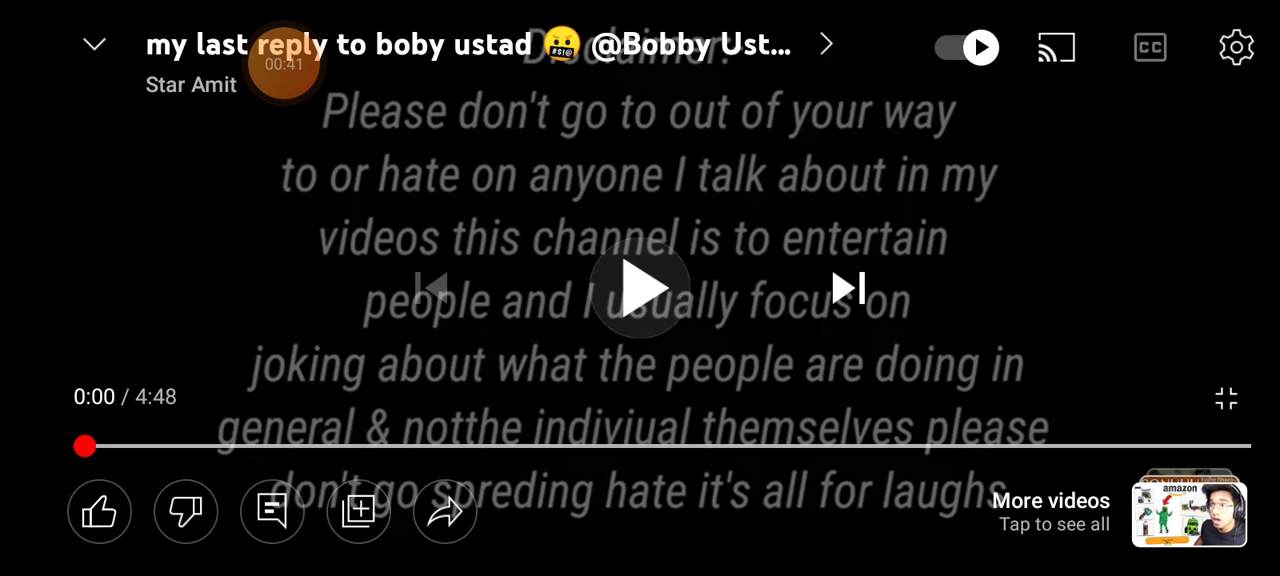 my last reply to boby ustad 🤬 @Bobby Ust...
00:41
Star Amit
CC
Disclaimer:
Please don't go to out of your way
to or hate on anyone I talk about in my
videos this channel is to entertain
people and I usually focus on
joking about what the people are doing in
general & notthe indiviual themselves please
don't go spreding hate it's all for laughs
0:00 / 4:48
More videos
Tap to see all
amazon